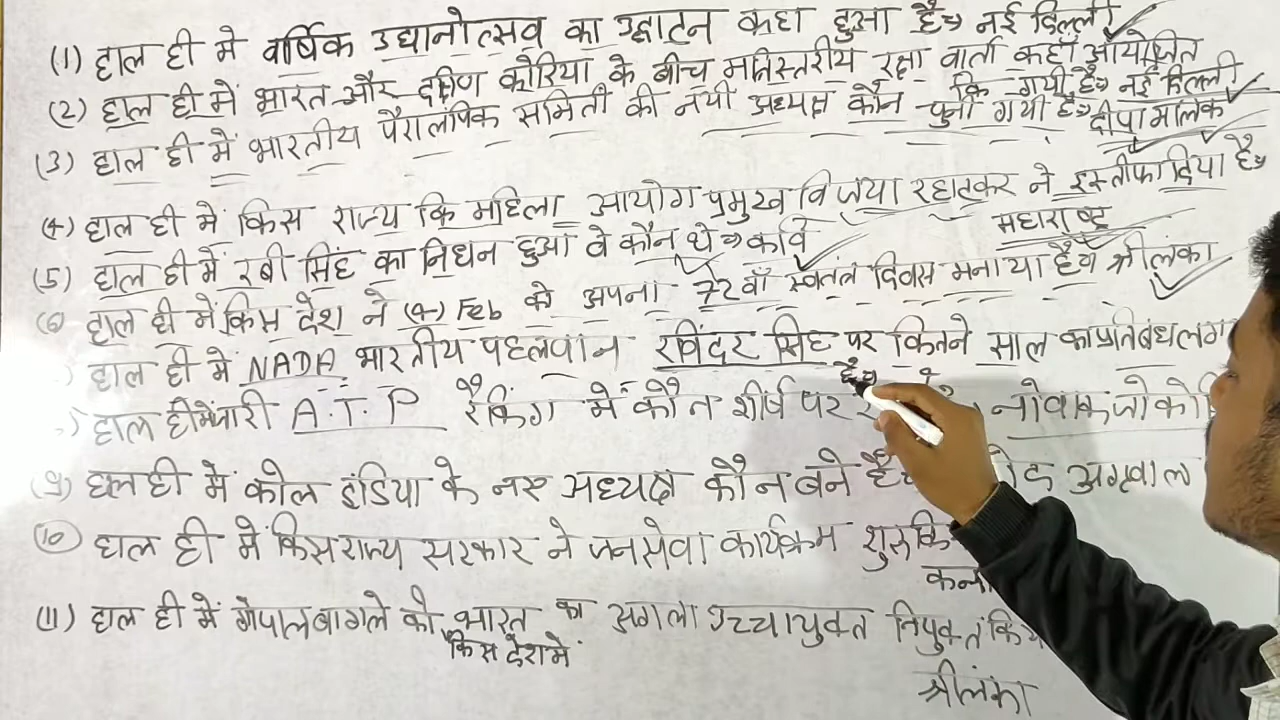 (1) हाल ही में वार्षिक उद्यानोत्सव का उद्घाटन कहा हुआ है→ नई दिल्ली
(2) हाल ही में भारत और दक्षिण कोरिया के बीच मंत्रिस्तरीय रक्षा वार्ता कहाँ आयोजित
कि गयी है→ नई दिल्ली
(3) हाल ही में भारतीय पैरालंपिक समिती की नयी अध्यक्ष कौन चुनी गयी है→ दीपा मलिक
(4) हाल ही में किस राज्य कि महिला आयोग प्रमुख विजया रहाटकर ने इस्तीफा दिया है→
महाराष्ट्र
(5) हाल ही में रबी सिंह का निधन हुआ वे कौन थे→ कवि
(6) हाल ही में किस देश ने (4) Feb को अपना 72वाँ स्वतंत्र दिवस मनाया है→ श्रीलंका
हाल ही में NADA भारतीय पहलवान रविंदर सिंह पर कितने साल का प्रतिबंध लग
है→
हाल ही में जारी A.T.P रैंकिंग में कौन शीर्ष पर नोवाक जोको
(9) हाल ही में कोल इंडिया के नए अध्यक्ष कौन बने है अग्रवाल
(10) हाल ही में किस राज्य सरकार ने जनसेवा कार्यक्रम शुरू कि
(11) हाल ही में गोपाल बागले को भारत का अगला उच्चायुक्त नियुक्त किय
किस देश में
श्रीलंका